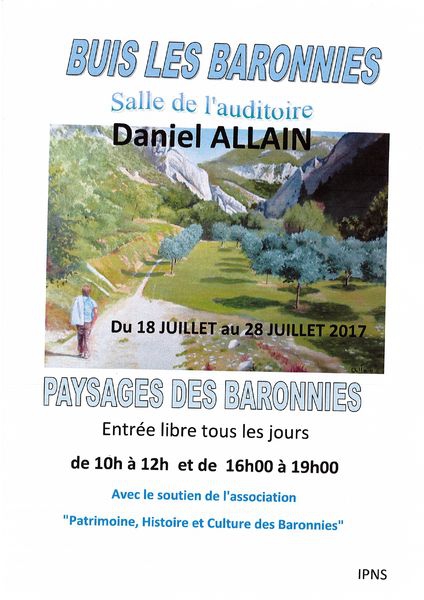 BUIS LES BARONNIES
Salle de l'auditoire
Daniel ALLAIN
Du 18 JUILLET au 28 JUILLET 2017
PAYSAGES DES BARONNIES
Entrée libre tous les jours
de 10h à 12h et de 16h00 à 19h00
Avec le soutien de l'association
"Patrimoine, Histoire et Culture des Baronnies"
IPNS